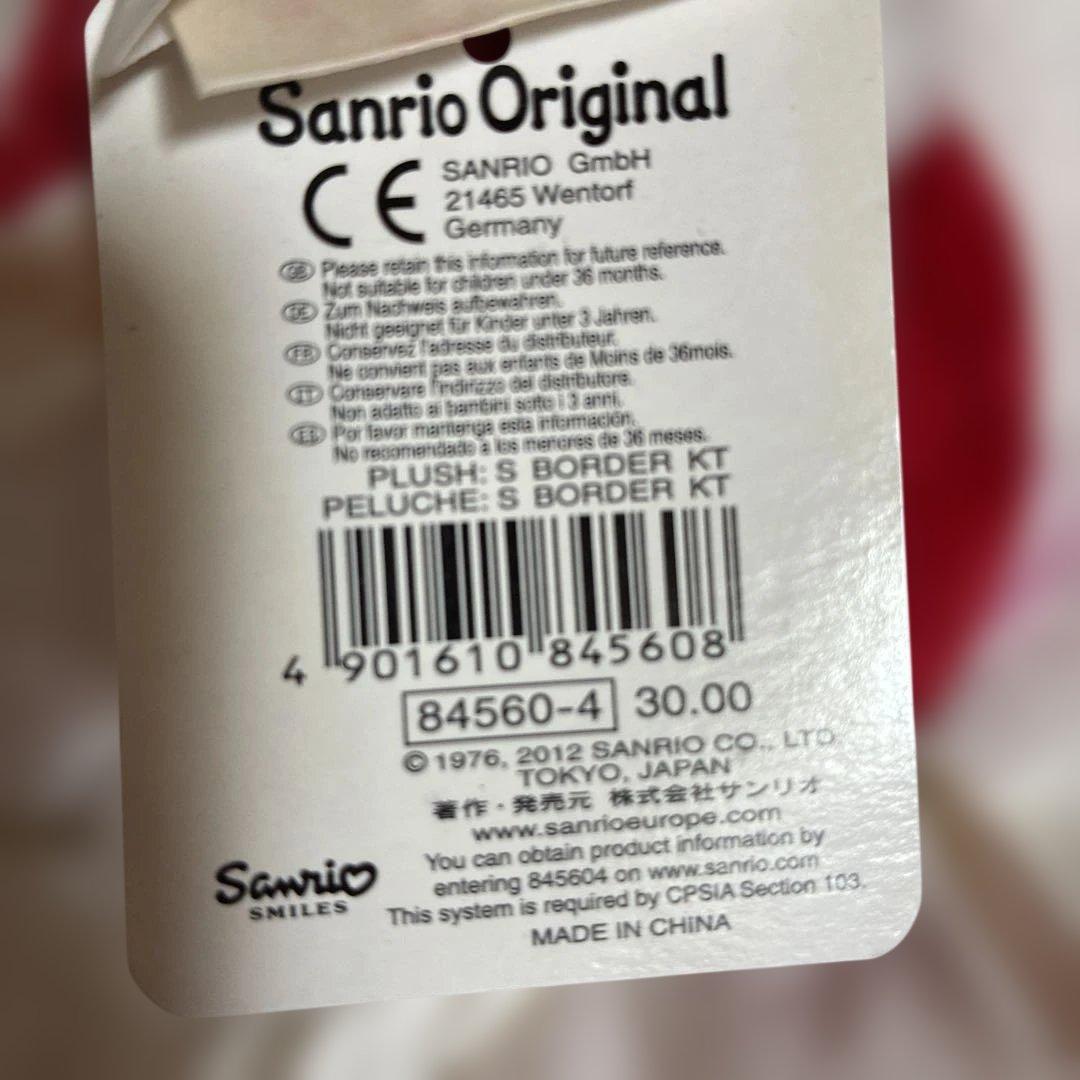 Sanrio Original
CE
SANRIO GmbH
21465 Wentorf
Germany
GB Please retain this information for future reference.
Not suitable for children under 36 months.
DE Zum Nachweis aufbewahren.
Nicht geeignet für Kinder unter 3 Jahren.
FR Conservez l'adresse du distributeur.
Ne convient pas aux enfants de Moins de 36mois.
IT Conservare l'indirizzo del distributore.
Non adatto ai bambini sotto i 3 anni.
ES Por favor mantenga esta información.
No recomendado a los menores de 36 meses.
PLUSH: S BORDER KT
PELUCHE: S BORDER KT
4 901610 845608
84560-4 30.00
© 1976, 2012 SANRIO CO., LTD.
TOKYO, JAPAN
著作・発売元 株式会社サンリオ
www.sanrioeurope.com
You can obtain product information by
entering 845604 on www.sanrio.com
This system is required by CPSIA Section 103.
MADE IN CHINA
Sanrio
SMILES